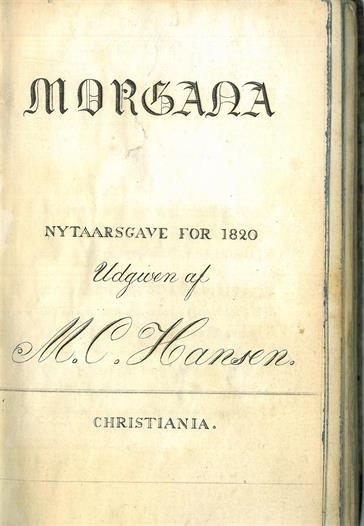 MORGANA
NYTAARSGAVE FOR 1820
Udgiven af
M. C. Hansen.
CHRISTIANIA.